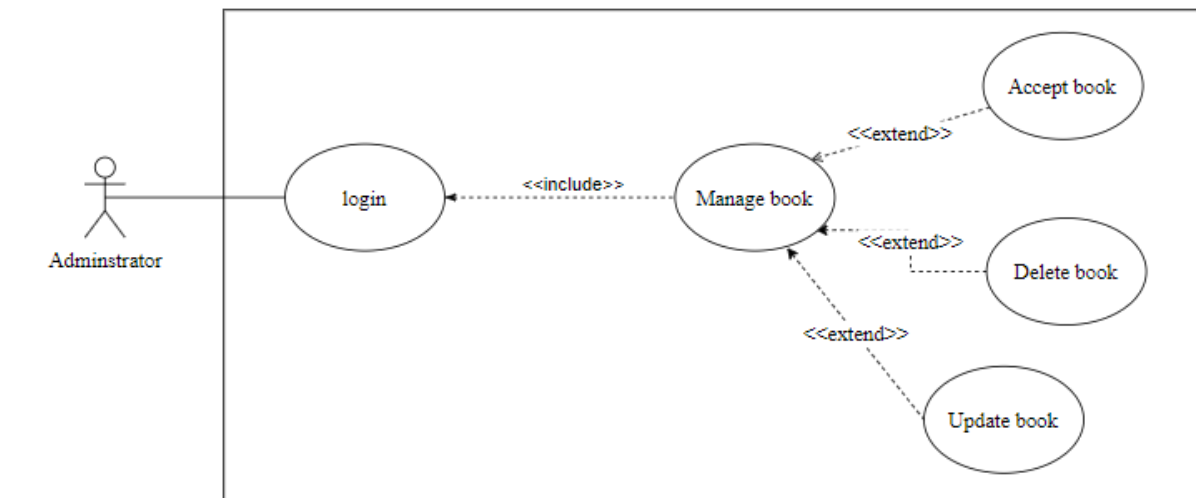 Accept book
<<extend>>
<<include>>
login
Manage book
<<extend>>
Adminstrator
Delete book
<<extend>>
Update book